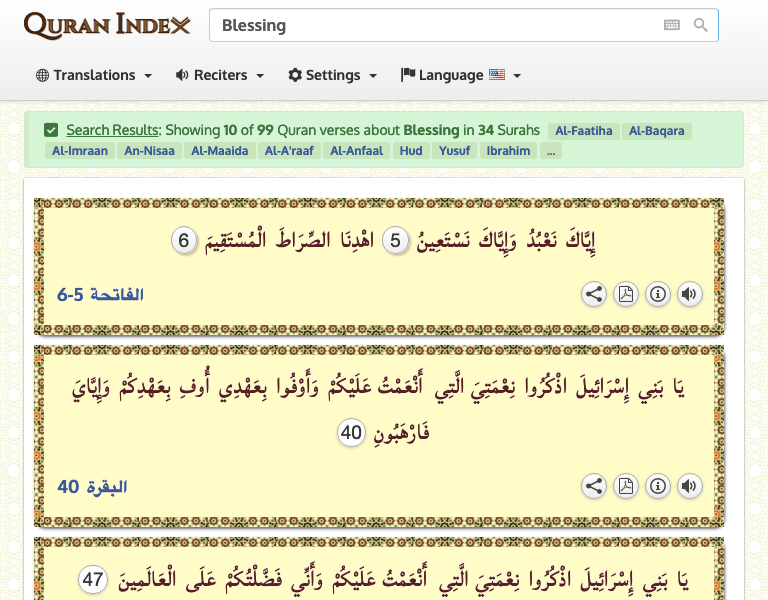 QURAN INDEX
Blessing
Translations Reciters Settings Language
Search Results: Showing 10 of 99 Quran verses about Blessing in 34 Surahs Al-Faatiha Al-Baqara
Al-Imraan An-Nisaa Al-Maaida Al-A'raaf Al-Anfaal Hud Yusuf Ibrahim ...
إِيَّاكَ نَعْبُدُ وَإِيَّاكَ نَسْتَعِينُ 5 اهْدِنَا الصِّرَاطَ الْمُسْتَقِيمَ 6
الفاتحة 5-6
يَا بَنِي إِسْرَائِيلَ اذْكُرُوا نِعْمَتِيَ الَّتِي أَنْعَمْتُ عَلَيْكُمْ وَأَوْفُوا بِعَهْدِي أُوفِ بِعَهْدِكُمْ وَإِيَّايَ
فَارْهَبُونِ 40
البقرة 40
يَا بَنِي إِسْرَائِيلَ اذْكُرُوا نِعْمَتِيَ الَّتِي أَنْعَمْتُ عَلَيْكُمْ وَأَنِّي فَضَّلْتُكُمْ عَلَى الْعَالَمِينَ 47